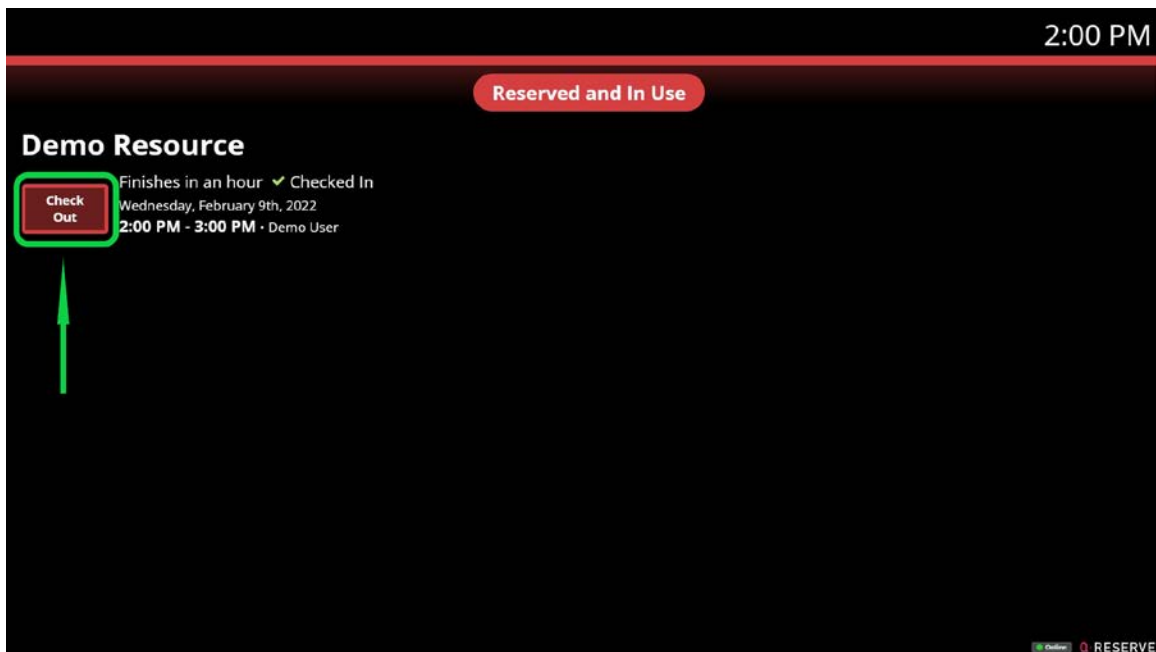 2:00 PM
Reserved and In Use
Demo Resource
Check
Out
Finishes in an hour ✔ Checked In
Wednesday, February 9th, 2022
2:00 PM - 3:00 PM · Demo User
Online
Q RESERVE